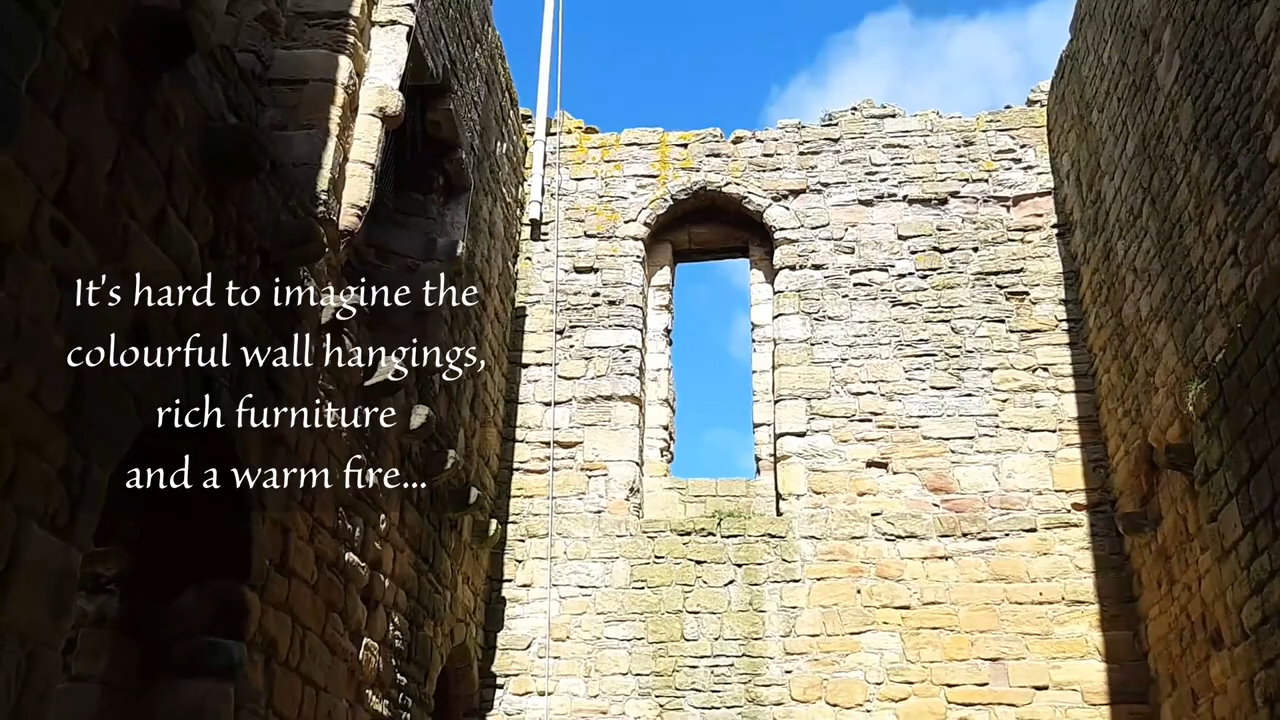 It's hard to imagine the
colourful wall hangings,
rich furniture
and a warm fire...